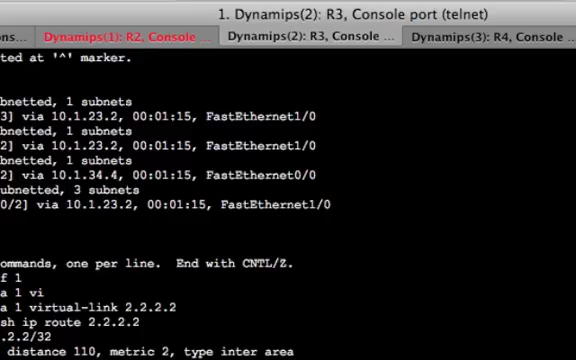 1. Dynamips(2): R3, Console port (telnet)
ons... Dynamips(1): R2, Console ... Dynamips(2): R3, Console ... Dynamips(3): R4, Console ...
ted at '^' marker.
bnetted, 1 subnets
3] via 10.1.23.2, 00:01:15, FastEthernet1/0
bnetted, 1 subnets
2] via 10.1.23.2, 00:01:15, FastEthernet1/0
bnetted, 1 subnets
2] via 10.1.34.4, 00:01:15, FastEthernet0/0
ubnetted, 3 subnets
0/2] via 10.1.23.2, 00:01:15, FastEthernet1/0
ommands, one per line.  End with CNTL/Z.
f 1
a 1 vi
a 1 virtual-link 2.2.2.2
sh ip route 2.2.2.2
.2.2/32
distance 110, metric 2, type inter area